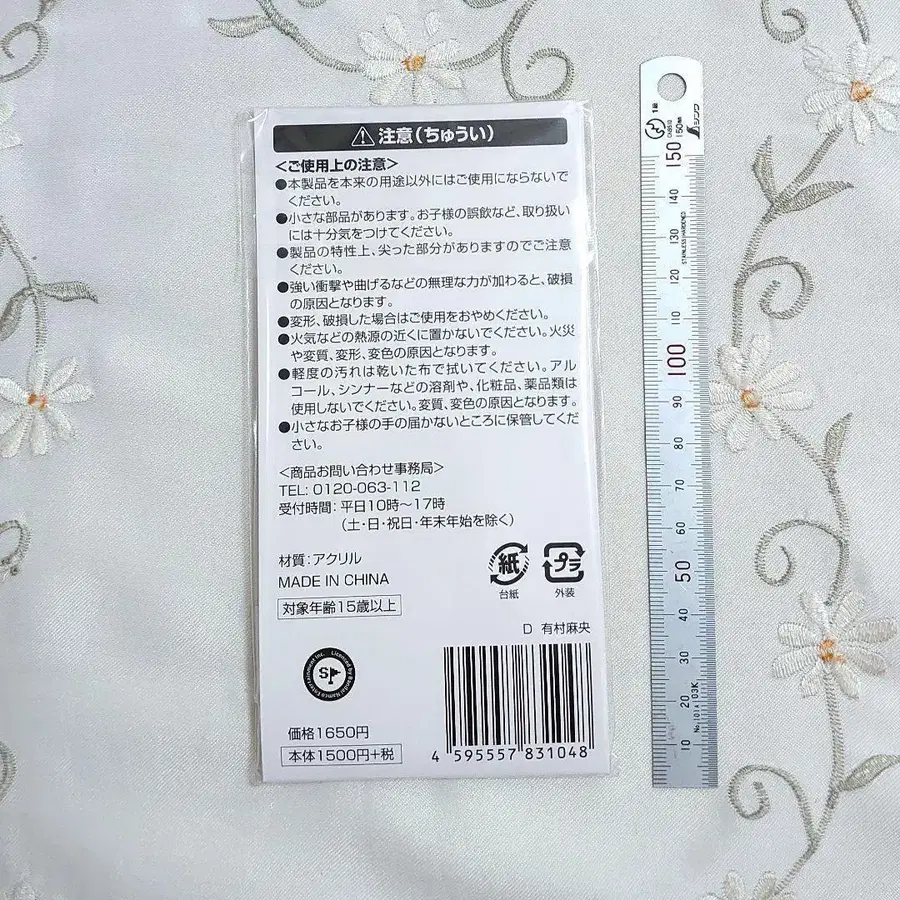 注意（ちゅうい）
＜ご使用上の注意＞
●本製品を本来の用途以外にはご使用にならないで
ください。
●小さな部品があります。お子様の誤飲など、取り扱い
には十分気をつけてください。
●製品の特性上、尖った部分がありますのでご注意
ください。
●強い衝撃や曲げるなどの無理な力が加わると、破損
の原因となります。
●変形、破損した場合はご使用をおやめください。
●火気などの熱源の近くに置かないでください。火災
や変質、変形、変色の原因となります。
●軽度の汚れは乾いた布で拭いてください。アル
コール、シンナーなどの溶剤や、化粧品、薬品類は
使用しないでください。変質、変色の原因となります。
●小さなお子様の手の届かないところに保管してくだ
さい。
＜商品お問い合わせ事務局＞
TEL: 0120-063-112
受付時間：平日10時〜17時
（土・日・祝日・年末年始を除く）
材質：アクリル
MADE IN CHINA
対象年齢15歳以上
紙
台紙
プラ
外装
D 有村麻央
Licensed by Bandai Namco Entertainment Inc.
S
価格1650円
本体1500円+税
4 595557 831048
シンワ
1級
150mm
STAINLESS HARDENED
150
140
130
120
110
100
90
80
70
60
50
40
30
20
10
No.1014 103K